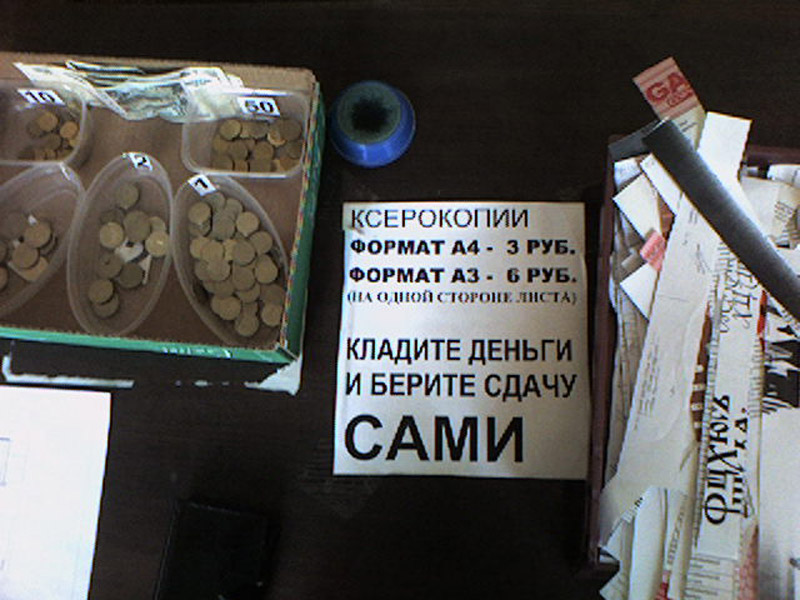 10
50
2
1
GA
КСЕРОКОПИИ
ФОРМАТ А4 - 3 РУБ.
ФОРМАТ А3 - 6 РУБ.
(НА ОДНОЙ СТОРОНЕ ЛИСТА)
КЛАДИТЕ ДЕНЬГИ
И БЕРИТЕ СДАЧУ
САМИ